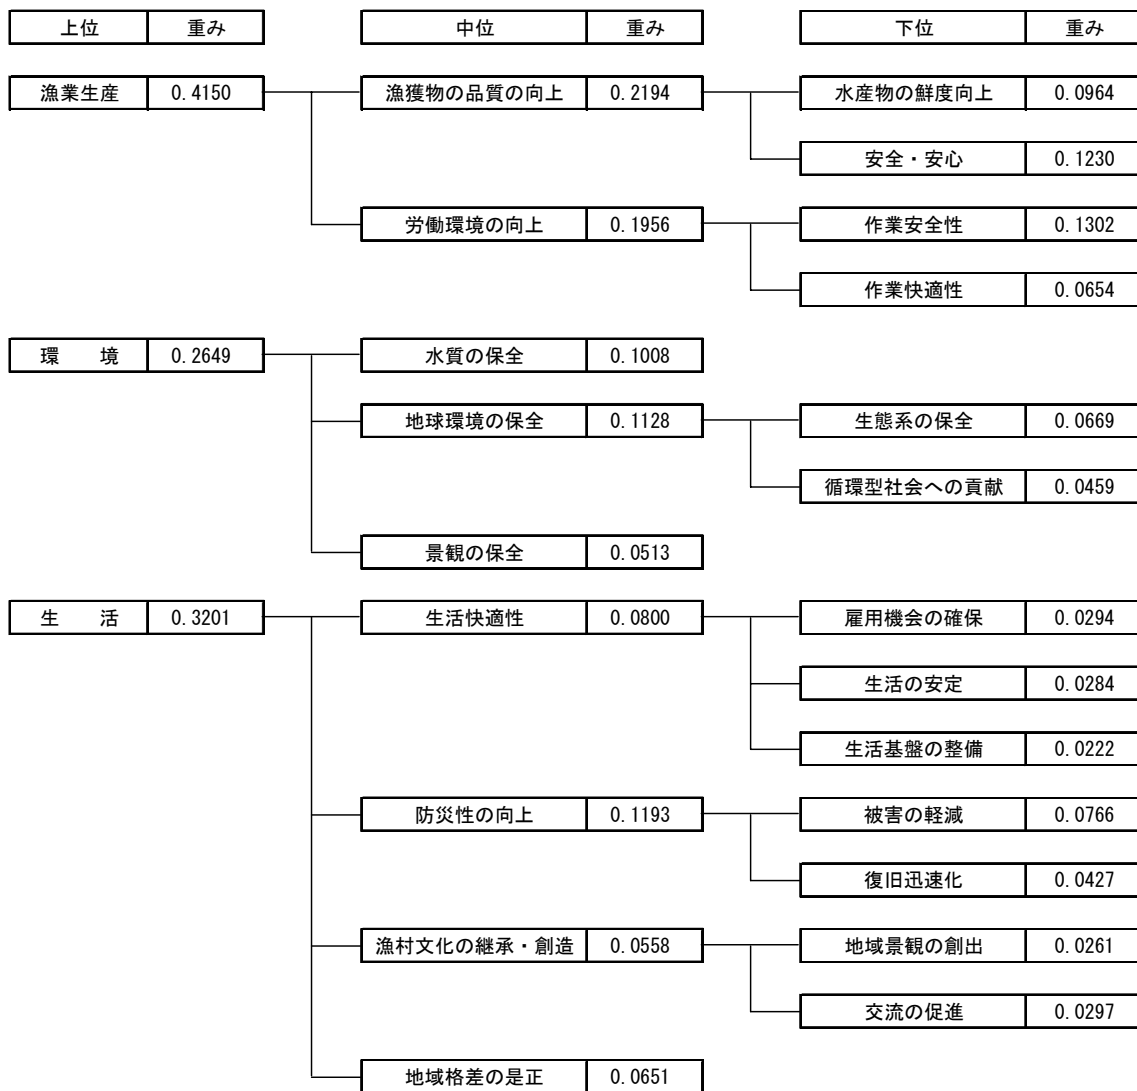 上位 重み 中位 重み 下位 重み
漁業生産 0.4150 漁獲物の品質の向上 0.2194 水産物の鮮度向上 0.0964
安全・安心 0.1230
労働環境の向上 0.1956 作業安全性 0.1302
作業快適性 0.0654
環 境 0.2649 水質の保全 0.1008
地球環境の保全 0.1128 生態系の保全 0.0669
循環型社会への貢献 0.0459
景観の保全 0.0513
生 活 0.3201 生活快適性 0.0800 雇用機会の確保 0.0294
生活の安定 0.0284
生活基盤の整備 0.0222
防災性の向上 0.1193 被害の軽減 0.0766
復旧迅速化 0.0427
漁村文化の継承・創造 0.0558 地域景観の創出 0.0261
交流の促進 0.0297
地域格差の是正 0.0651